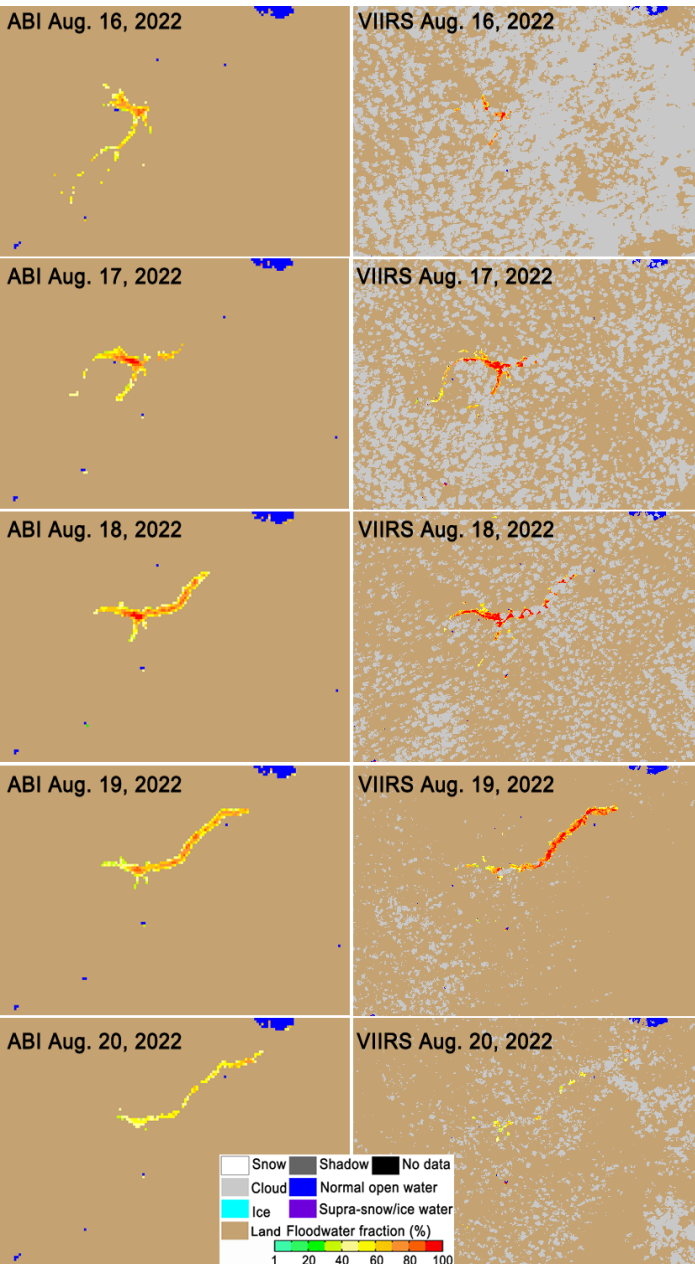 ABI Aug. 16, 2022
VIIRS Aug. 16, 2022
ABI Aug. 17, 2022
VIIRS Aug. 17, 2022
ABI Aug. 18, 2022
VIIRS Aug. 18, 2022
ABI Aug. 19, 2022
VIIRS Aug. 19, 2022
ABI Aug. 20, 2022
VIIRS Aug. 20, 2022
Snow Shadow No data
Cloud Normal open water
Ice Supra-snow/ice water
Land Floodwater fraction (%)
1 20 40 60 80 100